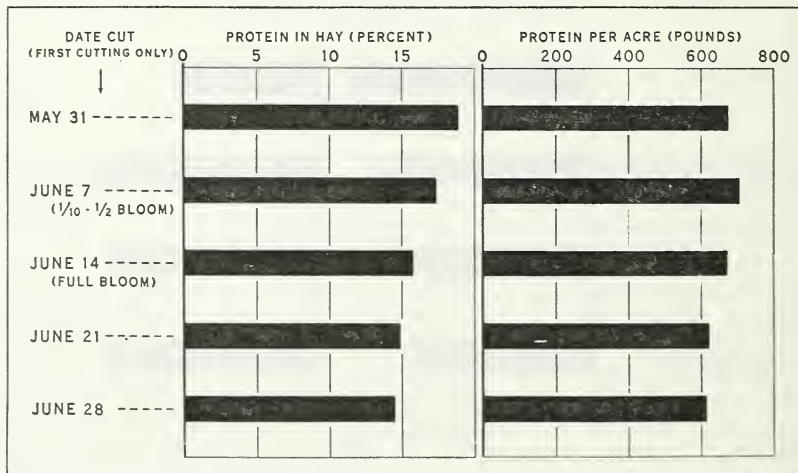 DATE CUT
(FIRST CUTTING ONLY)
PROTEIN IN HAY (PERCENT)
0 5 10 15
PROTEIN PER ACRE (POUNDS)
0 200 400 600 800
MAY 31
JUNE 7
(1/10 - 1/2 BLOOM)
JUNE 14
(FULL BLOOM)
JUNE 21
JUNE 28